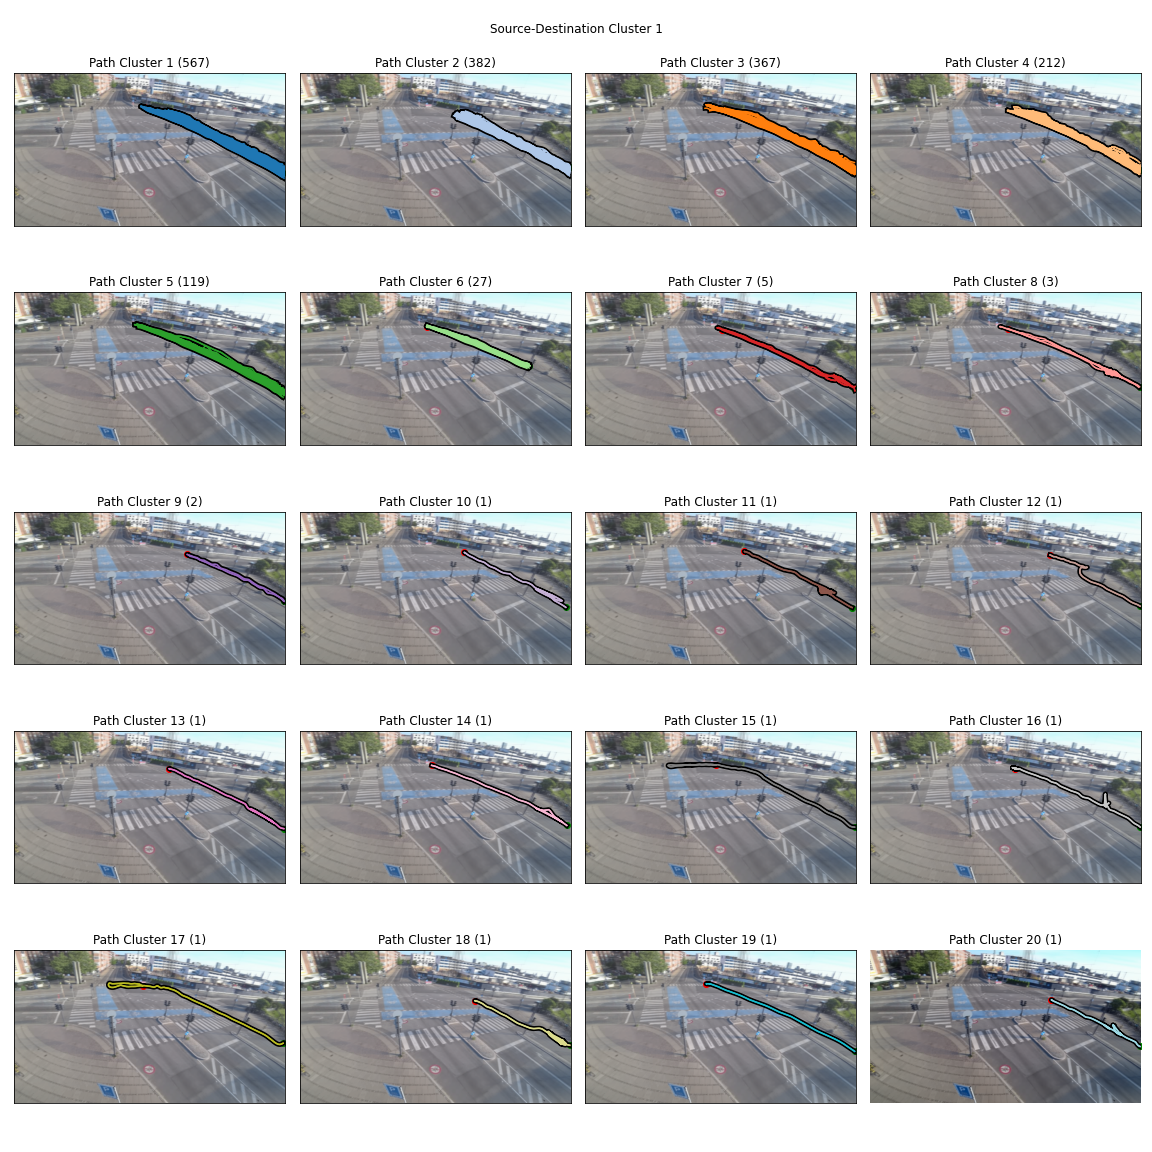 Source-Destination Cluster 1
Path Cluster 1 (567)
Path Cluster 2 (382)
Path Cluster 3 (367)
Path Cluster 4 (212)
Path Cluster 5 (119)
Path Cluster 6 (27)
Path Cluster 7 (5)
Path Cluster 8 (3)
Path Cluster 9 (2)
Path Cluster 10 (1)
Path Cluster 11 (1)
Path Cluster 12 (1)
Path Cluster 13 (1)
Path Cluster 14 (1)
Path Cluster 15 (1)
Path Cluster 16 (1)
Path Cluster 17 (1)
Path Cluster 18 (1)
Path Cluster 19 (1)
Path Cluster 20 (1)